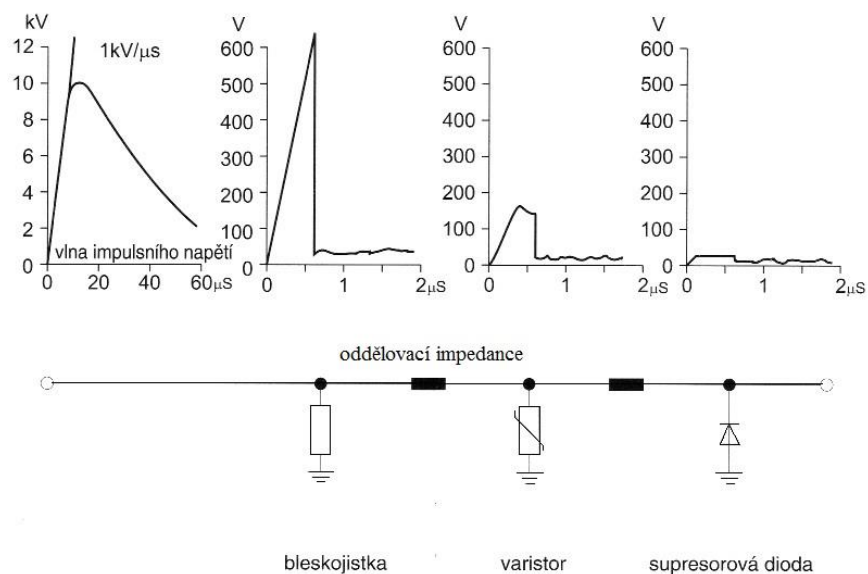 kV
1kV/µs
12
10
8
6
4
2
0
vlna impulsního napětí
0 20 40 60µS
V
600
500
400
300
200
100
0
0 1 2µS
V
600
500
400
300
200
100
0
0 1 2µS
V
600
500
400
300
200
100
0
0 1 2µS
oddělovací impedance
bleskojistka varistor supresorová dioda